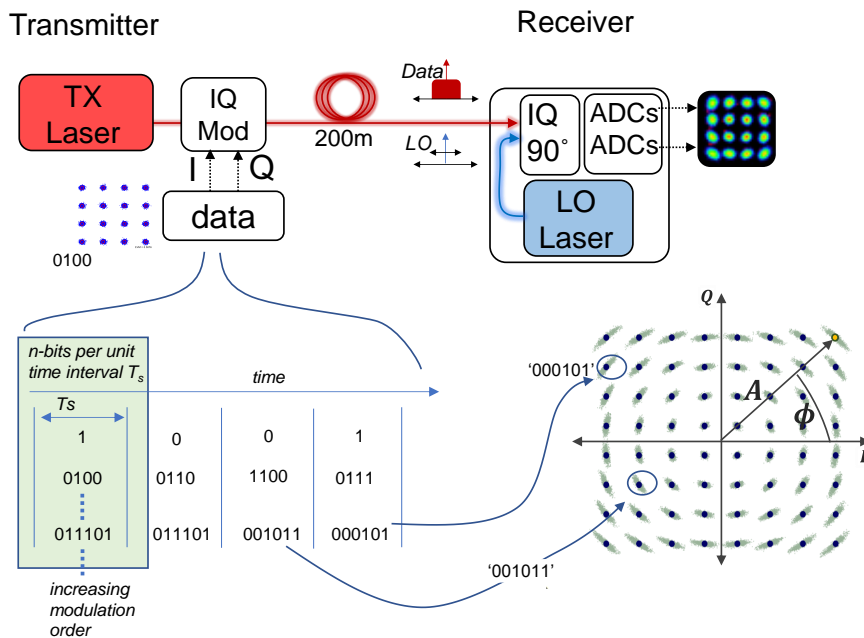 Transmitter
Receiver
TX
Laser
IQ
Mod
200m
Data
LO
IQ
90°
ADCs
ADCs
LO
Laser
I
Q
data
0100
n-bits per unit
time interval Ts
time
Ts
1
0
0
1
0100
0110
1100
0111
011101
011101
001011
000101
increasing
modulation
order
'000101'
'001011'
Q
A
ϕ
I